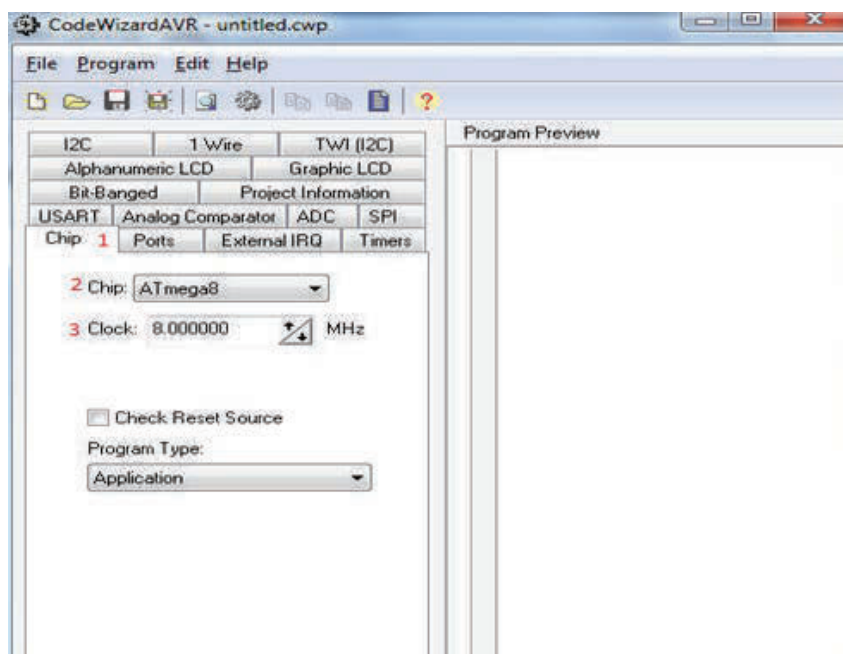 CodeWizardAVR - untitled.cwp
File Program Edit Help
I2C 1 Wire TWI (I2C)
Alphanumeric LCD Graphic LCD
Bit-Banged Project Information
USART Analog Comparator ADC SPI
Chip 1 Ports External IRQ Timers
2 Chip: ATmega8
3 Clock: 8.000000 MHz
Check Reset Source
Program Type:
Application
Program Preview